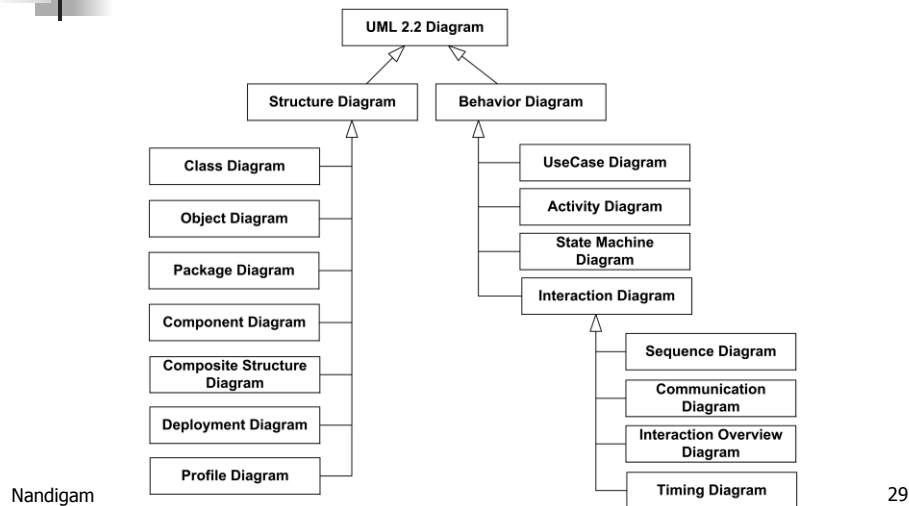 UML 2.2 Diagram
Structure Diagram
Behavior Diagram
Class Diagram
Object Diagram
Package Diagram
Component Diagram
Composite Structure
Diagram
Deployment Diagram
Profile Diagram
UseCase Diagram
Activity Diagram
State Machine
Diagram
Interaction Diagram
Sequence Diagram
Communication
Diagram
Interaction Overview
Diagram
Timing Diagram
Nandigam
29